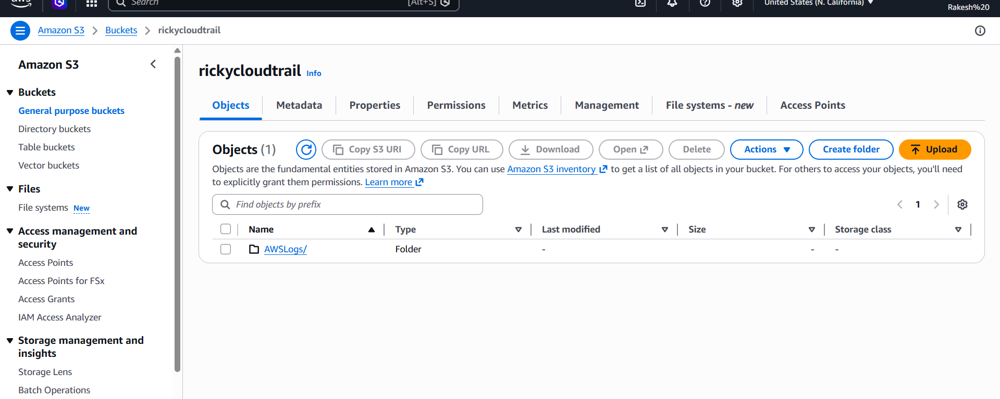 aws
Search
[Alt+S]
United States (N. California)
Rakesh%20
Amazon S3
Buckets
rickycloudtrail
Amazon S3
Buckets
General purpose buckets
Directory buckets
Table buckets
Vector buckets
Files
File systems New
Access management and
security
Access Points
Access Points for FSx
Access Grants
IAM Access Analyzer
Storage management and
insights
Storage Lens
Batch Operations
rickycloudtrail Info
Objects Metadata Properties Permissions Metrics Management File systems - new Access Points
Objects (1) Copy S3 URI Copy URL Download Open Delete Actions Create folder Upload
Objects are the fundamental entities stored in Amazon S3. You can use Amazon S3 inventory to get a list of all objects in your bucket. For others to access your objects, you'll need
to explicitly grant them permissions. Learn more
Find objects by prefix
1
Name Type Last modified Size Storage class
AWSLogs/ Folder - - -